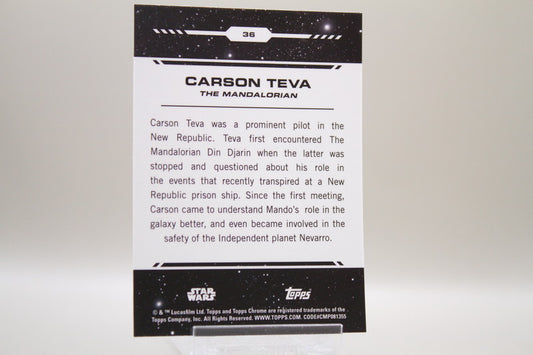 36
CARSON TEVA
THE MANDALORIAN
Carson Teva was a prominent pilot in the
New Republic. Teva first encountered The
Mandalorian Din Djarin when the latter was
stopped and questioned about his role in
the events that recently transpired at a New
Republic prison ship. Since the first meeting,
Carson came to understand Mando's role in the
galaxy better, and even became involved in the
safety of the Independent planet Nevarro.
STAR WARS
Topps
© & ™ Lucasfilm Ltd. Topps and Topps Chrome are registered trademarks of the
Topps Company, Inc. All Rights Reserved. WWW.TOPPS.COM. CODE#CMP081355